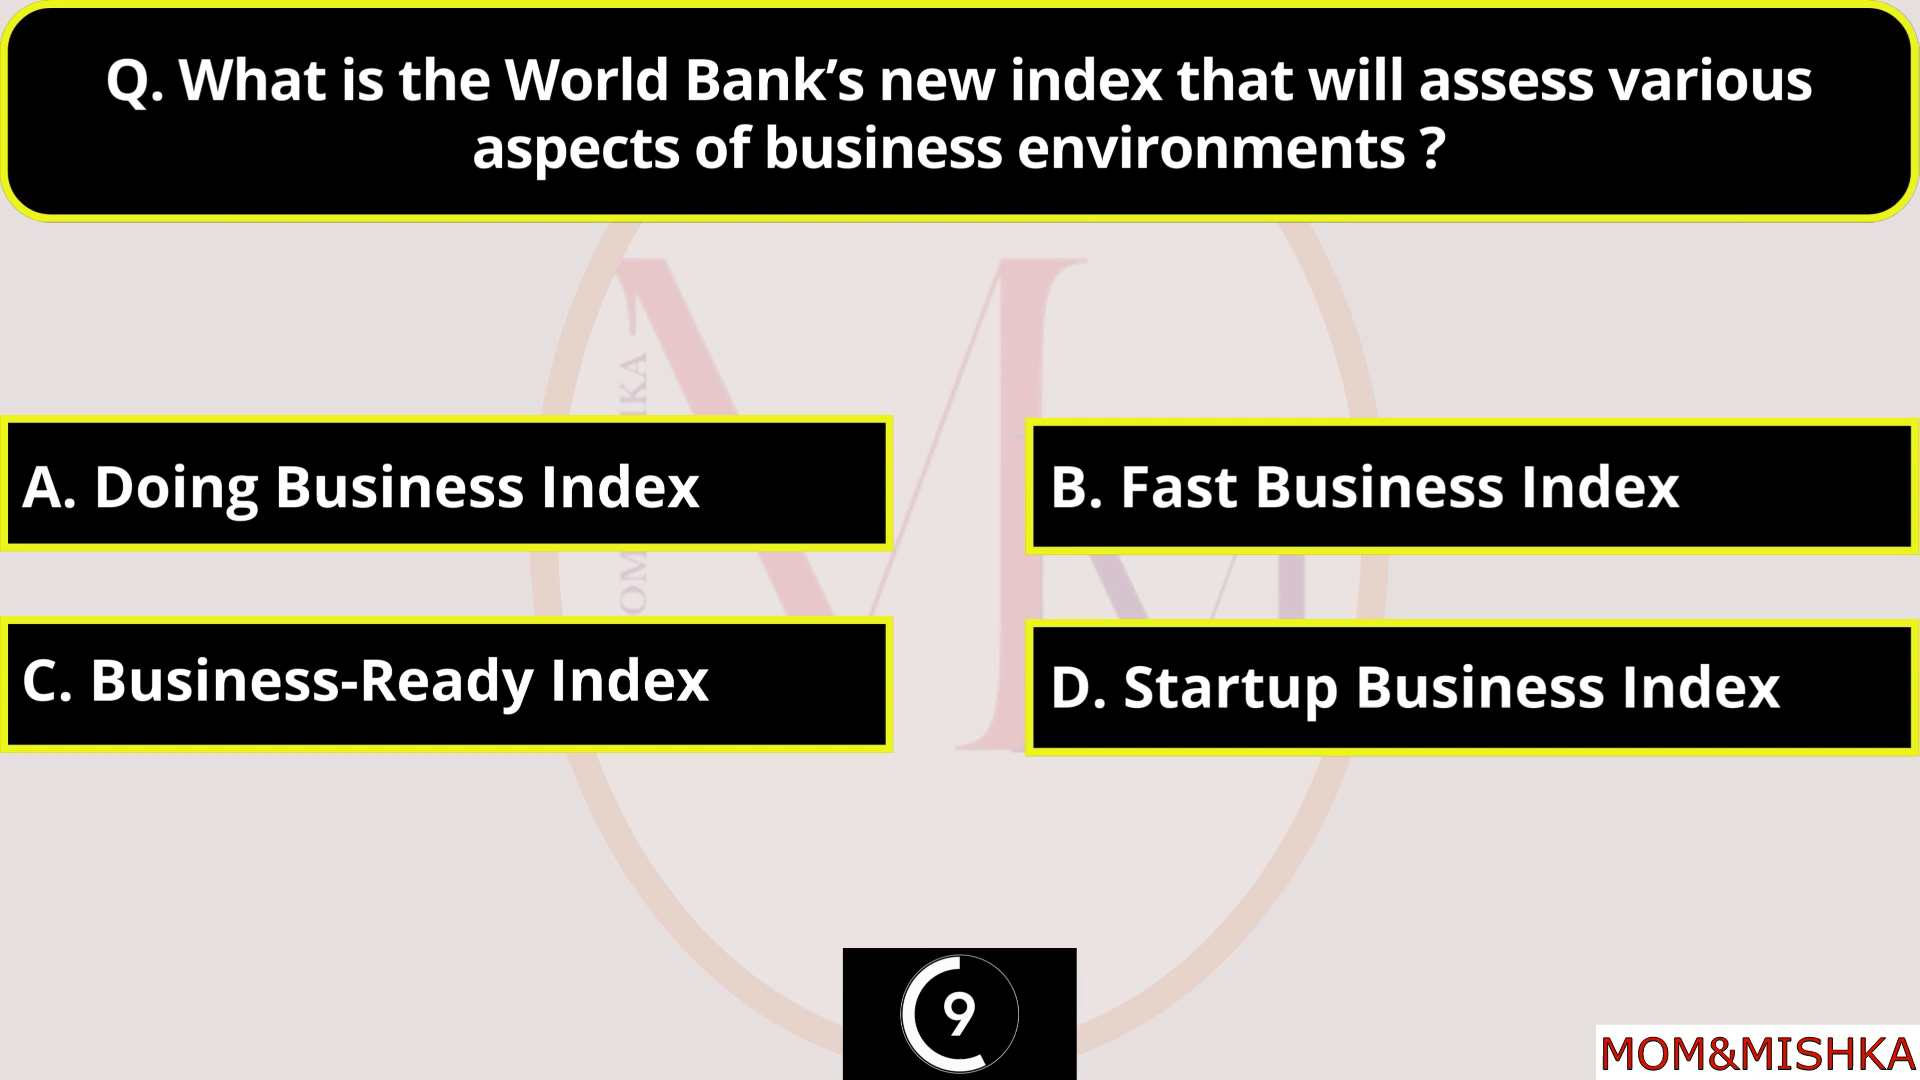 Q. What is the World Bank’s new index that will assess various
aspects of business environments ?
A. Doing Business Index
B. Fast Business Index
C. Business-Ready Index
D. Startup Business Index
9
MOM&MISHKA